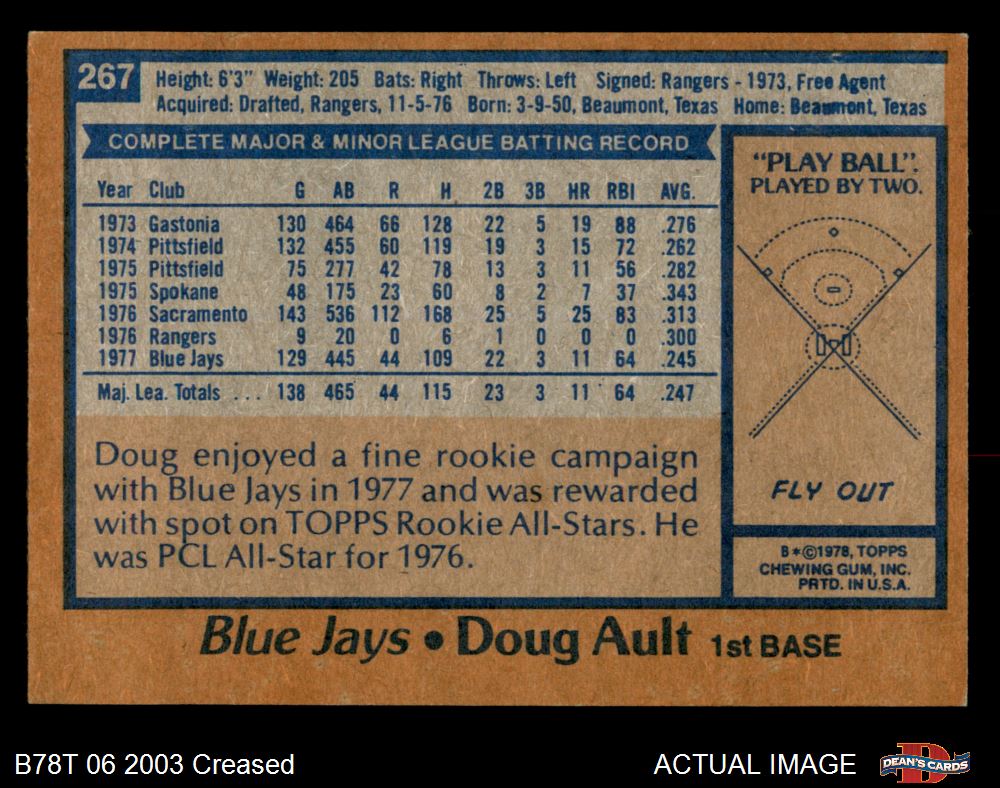 267
Height: 6'3" Weight: 205 Bats: Right Throws: Left Signed: Rangers - 1973, Free Agent
Acquired: Drafted, Rangers, 11-5-76 Born: 3-9-50, Beaumont, Texas Home: Beaumont, Texas
COMPLETE MAJOR & MINOR LEAGUE BATTING RECORD
Year Club G AB R H 2B 3B HR RBI AVG.
1973 Gastonia 130 464 66 128 22 5 19 88 .276
1974 Pittsfield 132 455 60 119 19 3 15 72 .262
1975 Pittsfield 75 277 42 78 13 3 11 56 .282
1975 Spokane 48 175 23 60 8 2 7 37 .343
1976 Sacramento 143 536 112 168 25 5 25 83 .313
1976 Rangers 9 20 0 6 1 0 0 0 .300
1977 Blue Jays 129 445 44 109 22 3 11 64 .245
Maj. Lea. Totals ... 138 465 44 115 23 3 11 64 .247
Doug enjoyed a fine rookie campaign
with Blue Jays in 1977 and was rewarded
with spot on TOPPS Rookie All-Stars. He
was PCL All-Star for 1976.
"PLAY BALL".
PLAYED BY TWO.
FLY OUT
B*©1978, TOPPS
CHEWING GUM, INC.
PRTD. IN U.S.A.
Blue Jays • Doug Ault 1st BASE
B78T 06 2003 Creased
ACTUAL IMAGE
D
DEAN'S CARDS